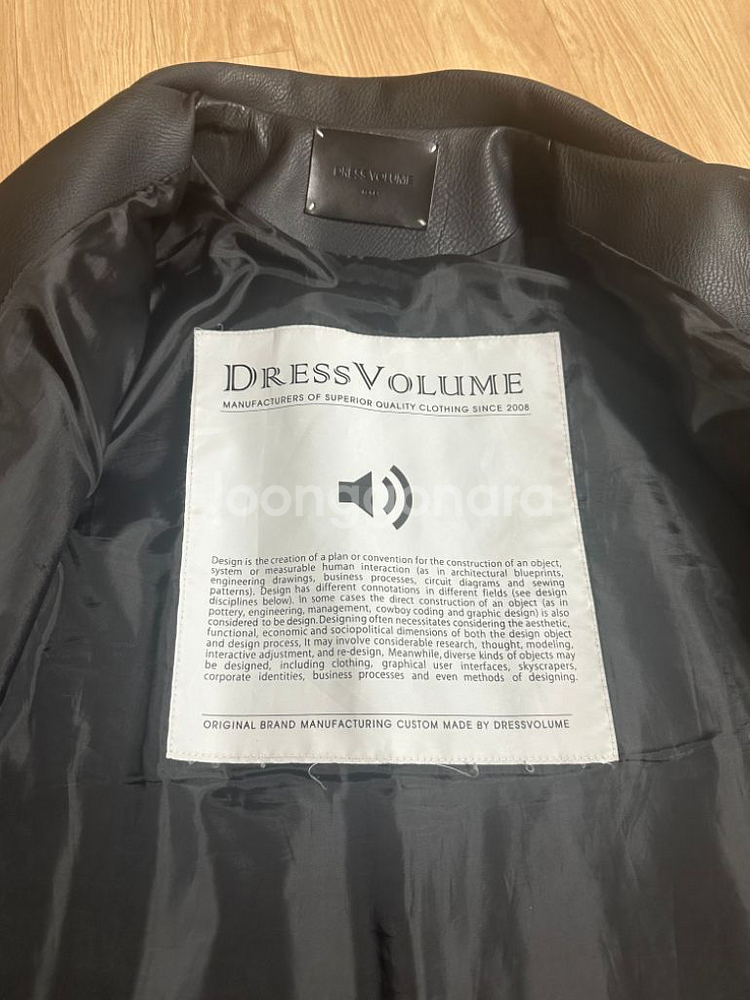 DRESSVOLUME
DRESSVOLUME
MANUFACTURERS OF SUPERIOR QUALITY CLOTHING SINCE 2008
Joongonara
Design is the creation of a plan or convention for the construction of an object,
system or measurable human interaction (as in architectural blueprints,
engineering drawings, business processes, circuit diagrams and sewing
patterns). Design has different connotations in different fields (see design
disciplines below). In some cases the direct construction of an object (as in
pottery, engineering, management, cowboy coding and graphic design) is also
considered to be design.Designing often necessitates considering the aesthetic,
functional, economic and sociopolitical dimensions of both the design object
and design process, It may involve considerable research, thought, modeling,
interactive adjustment, and re-design, Meanwhile, diverse kinds of objects may
be designed, including clothing, graphical user interfaces, skyscrapers,
corporate identities, business processes and even methods of designing.
ORIGINAL BRAND MANUFACTURING CUSTOM MADE BY DRESSVOLUME